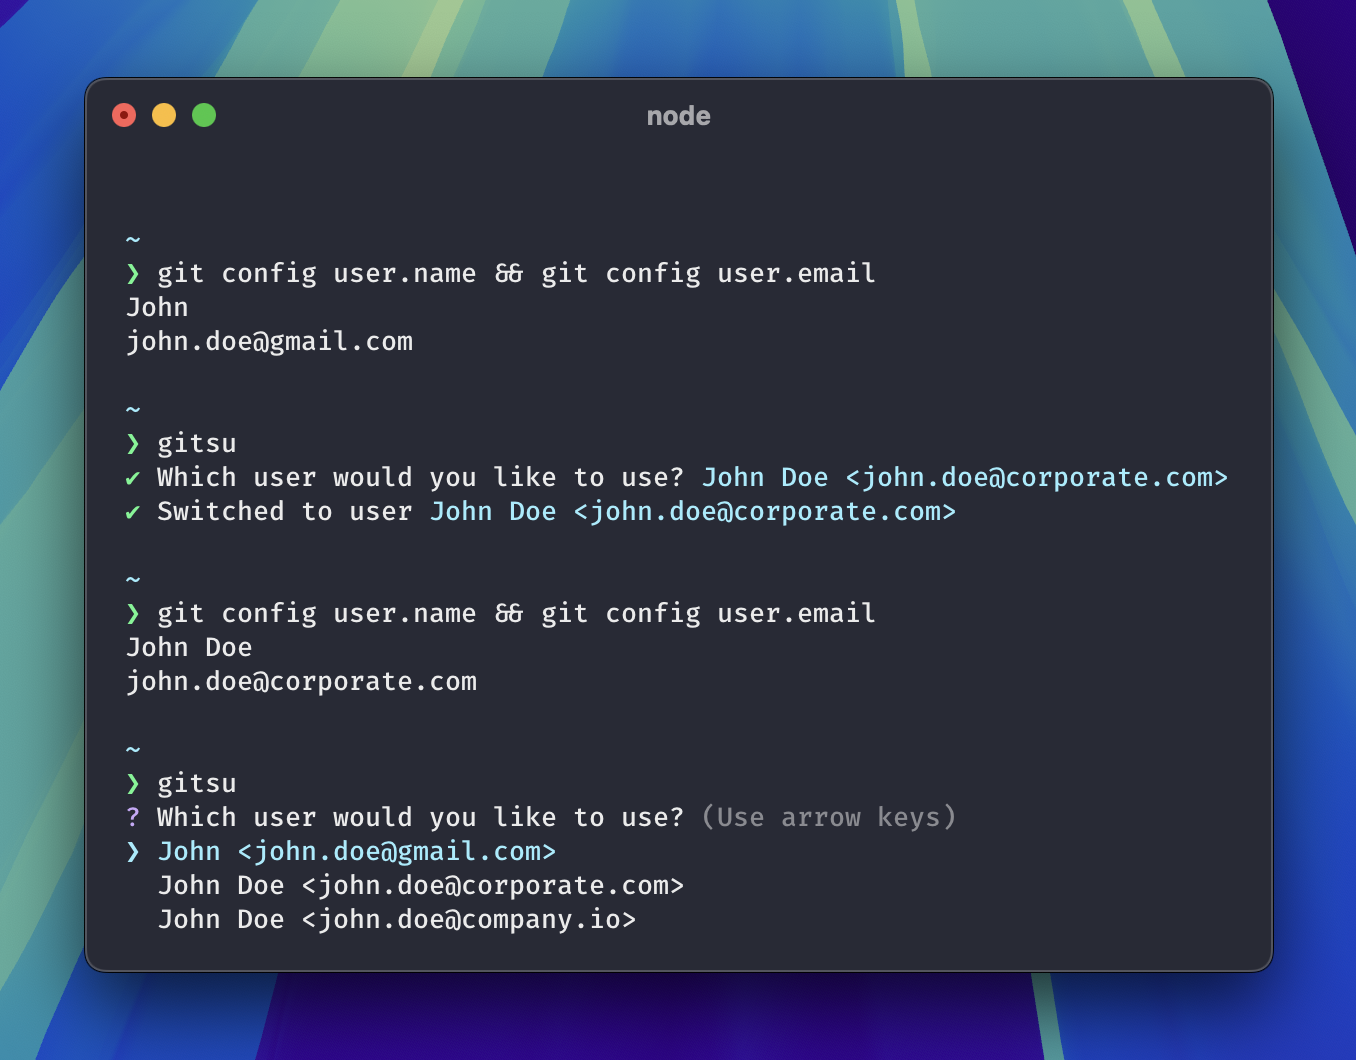 node
~
❯ git config user.name && git config user.email
John
john.doe@gmail.com
~
❯ gitsu
✔ Which user would you like to use? John Doe <john.doe@corporate.com>
✔ Switched to user John Doe <john.doe@corporate.com>
~
❯ git config user.name && git config user.email
John Doe
john.doe@corporate.com
~
❯ gitsu
? Which user would you like to use? (Use arrow keys)
❯ John <john.doe@gmail.com>
John Doe <john.doe@corporate.com>
John Doe <john.doe@company.io>